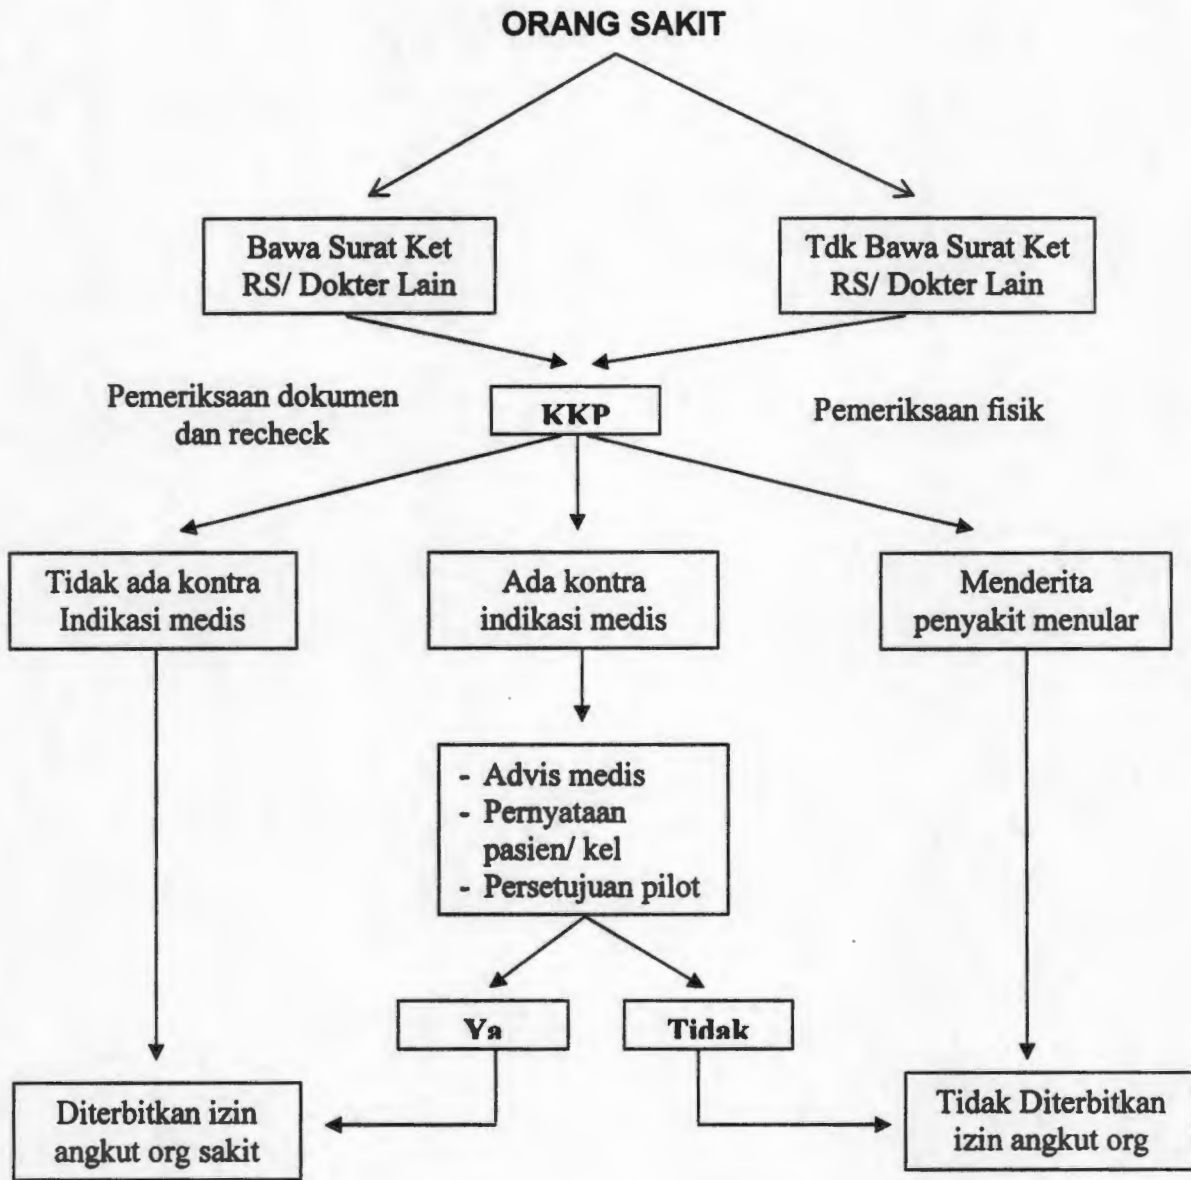 ORANG SAKIT
Bawa Surat Ket
RS/ Dokter Lain
Tdk Bawa Surat Ket
RS/ Dokter Lain
Pemeriksaan dokumen
dan recheck
KKP
Pemeriksaan fisik
Tidak ada kontra
Indikasi medis
Ada kontra
indikasi medis
Menderita
penyakit menular
- Advis medis
- Pernyataan
pasien/ kel
- Persetujuan pilot
Ya
Tidak
Diterbitkan izin
angkut org sakit
Tidak Diterbitkan
izin angkut org